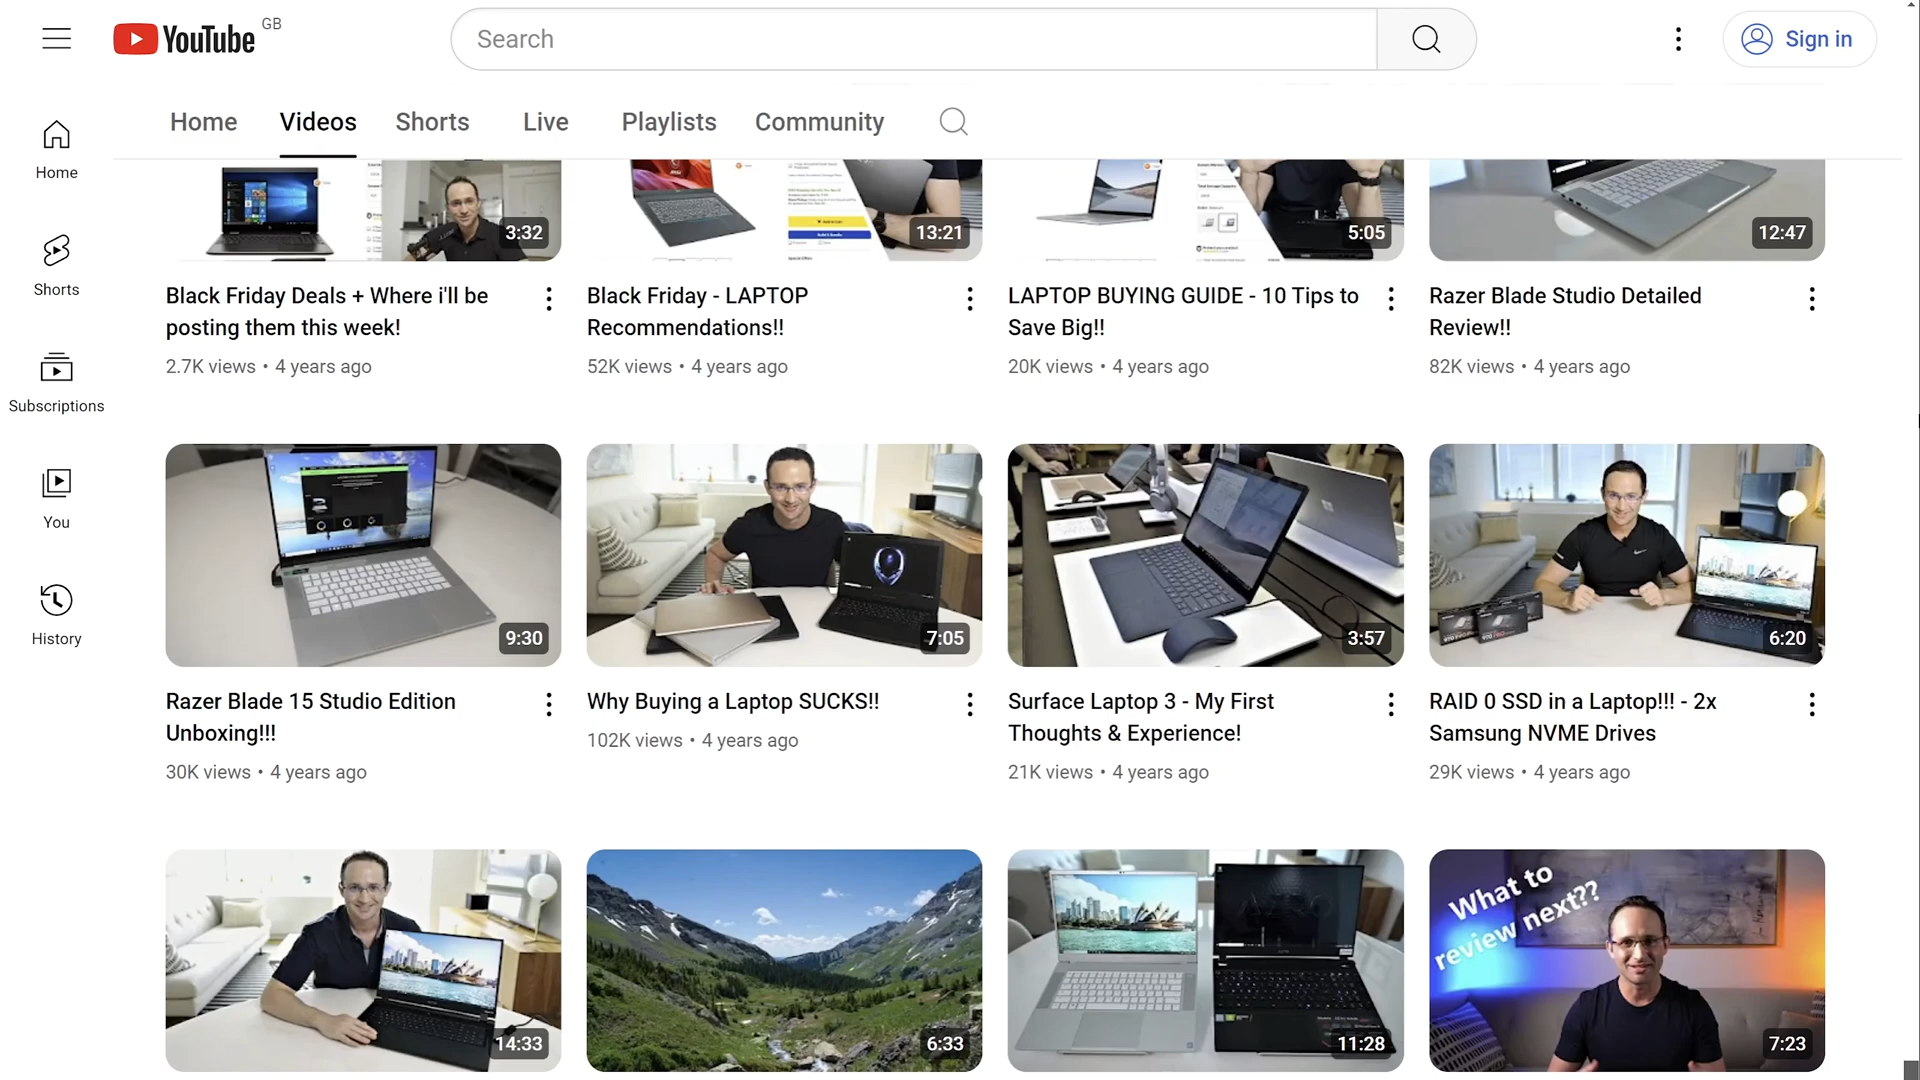 YouTube GB
Search
Sign in
Home
Videos
Shorts
Live
Playlists
Community
Home
Shorts
Subscriptions
You
History
3:32
13:21
5:05
12:47
Black Friday Deals + Where i'll be
posting them this week!
2.7K views • 4 years ago
Black Friday - LAPTOP
Recommendations!!
52K views • 4 years ago
LAPTOP BUYING GUIDE - 10 Tips to
Save Big!!
20K views • 4 years ago
Razer Blade Studio Detailed
Review!!
82K views • 4 years ago
9:30
7:05
3:57
6:20
Razer Blade 15 Studio Edition
Unboxing!!!
30K views • 4 years ago
Why Buying a Laptop SUCKS!!
102K views • 4 years ago
Surface Laptop 3 - My First
Thoughts & Experience!
21K views • 4 years ago
RAID 0 SSD in a Laptop!!! - 2x
Samsung NVME Drives
29K views • 4 years ago
14:33
6:33
11:28
What to
review next??
7:23